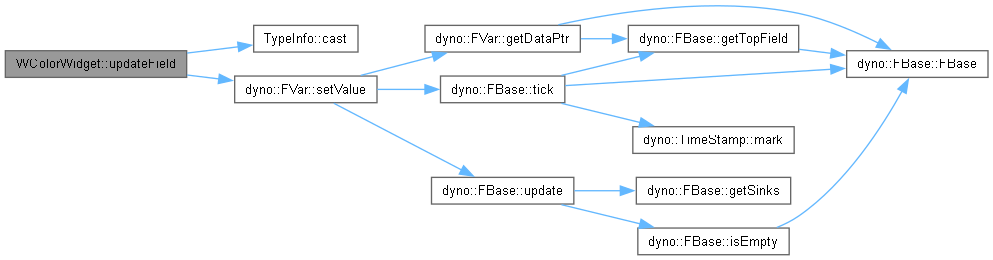 WColorWidget::updateField
TypeInfo::cast
dyno::FVar::setValue
dyno::FVar::getDataPtr
dyno::FBase::tick
dyno::FBase::update
dyno::FBase::getTopField
dyno::TimeStamp::mark
dyno::FBase::getSinks
dyno::FBase::isEmpty
dyno::FBase::FBase